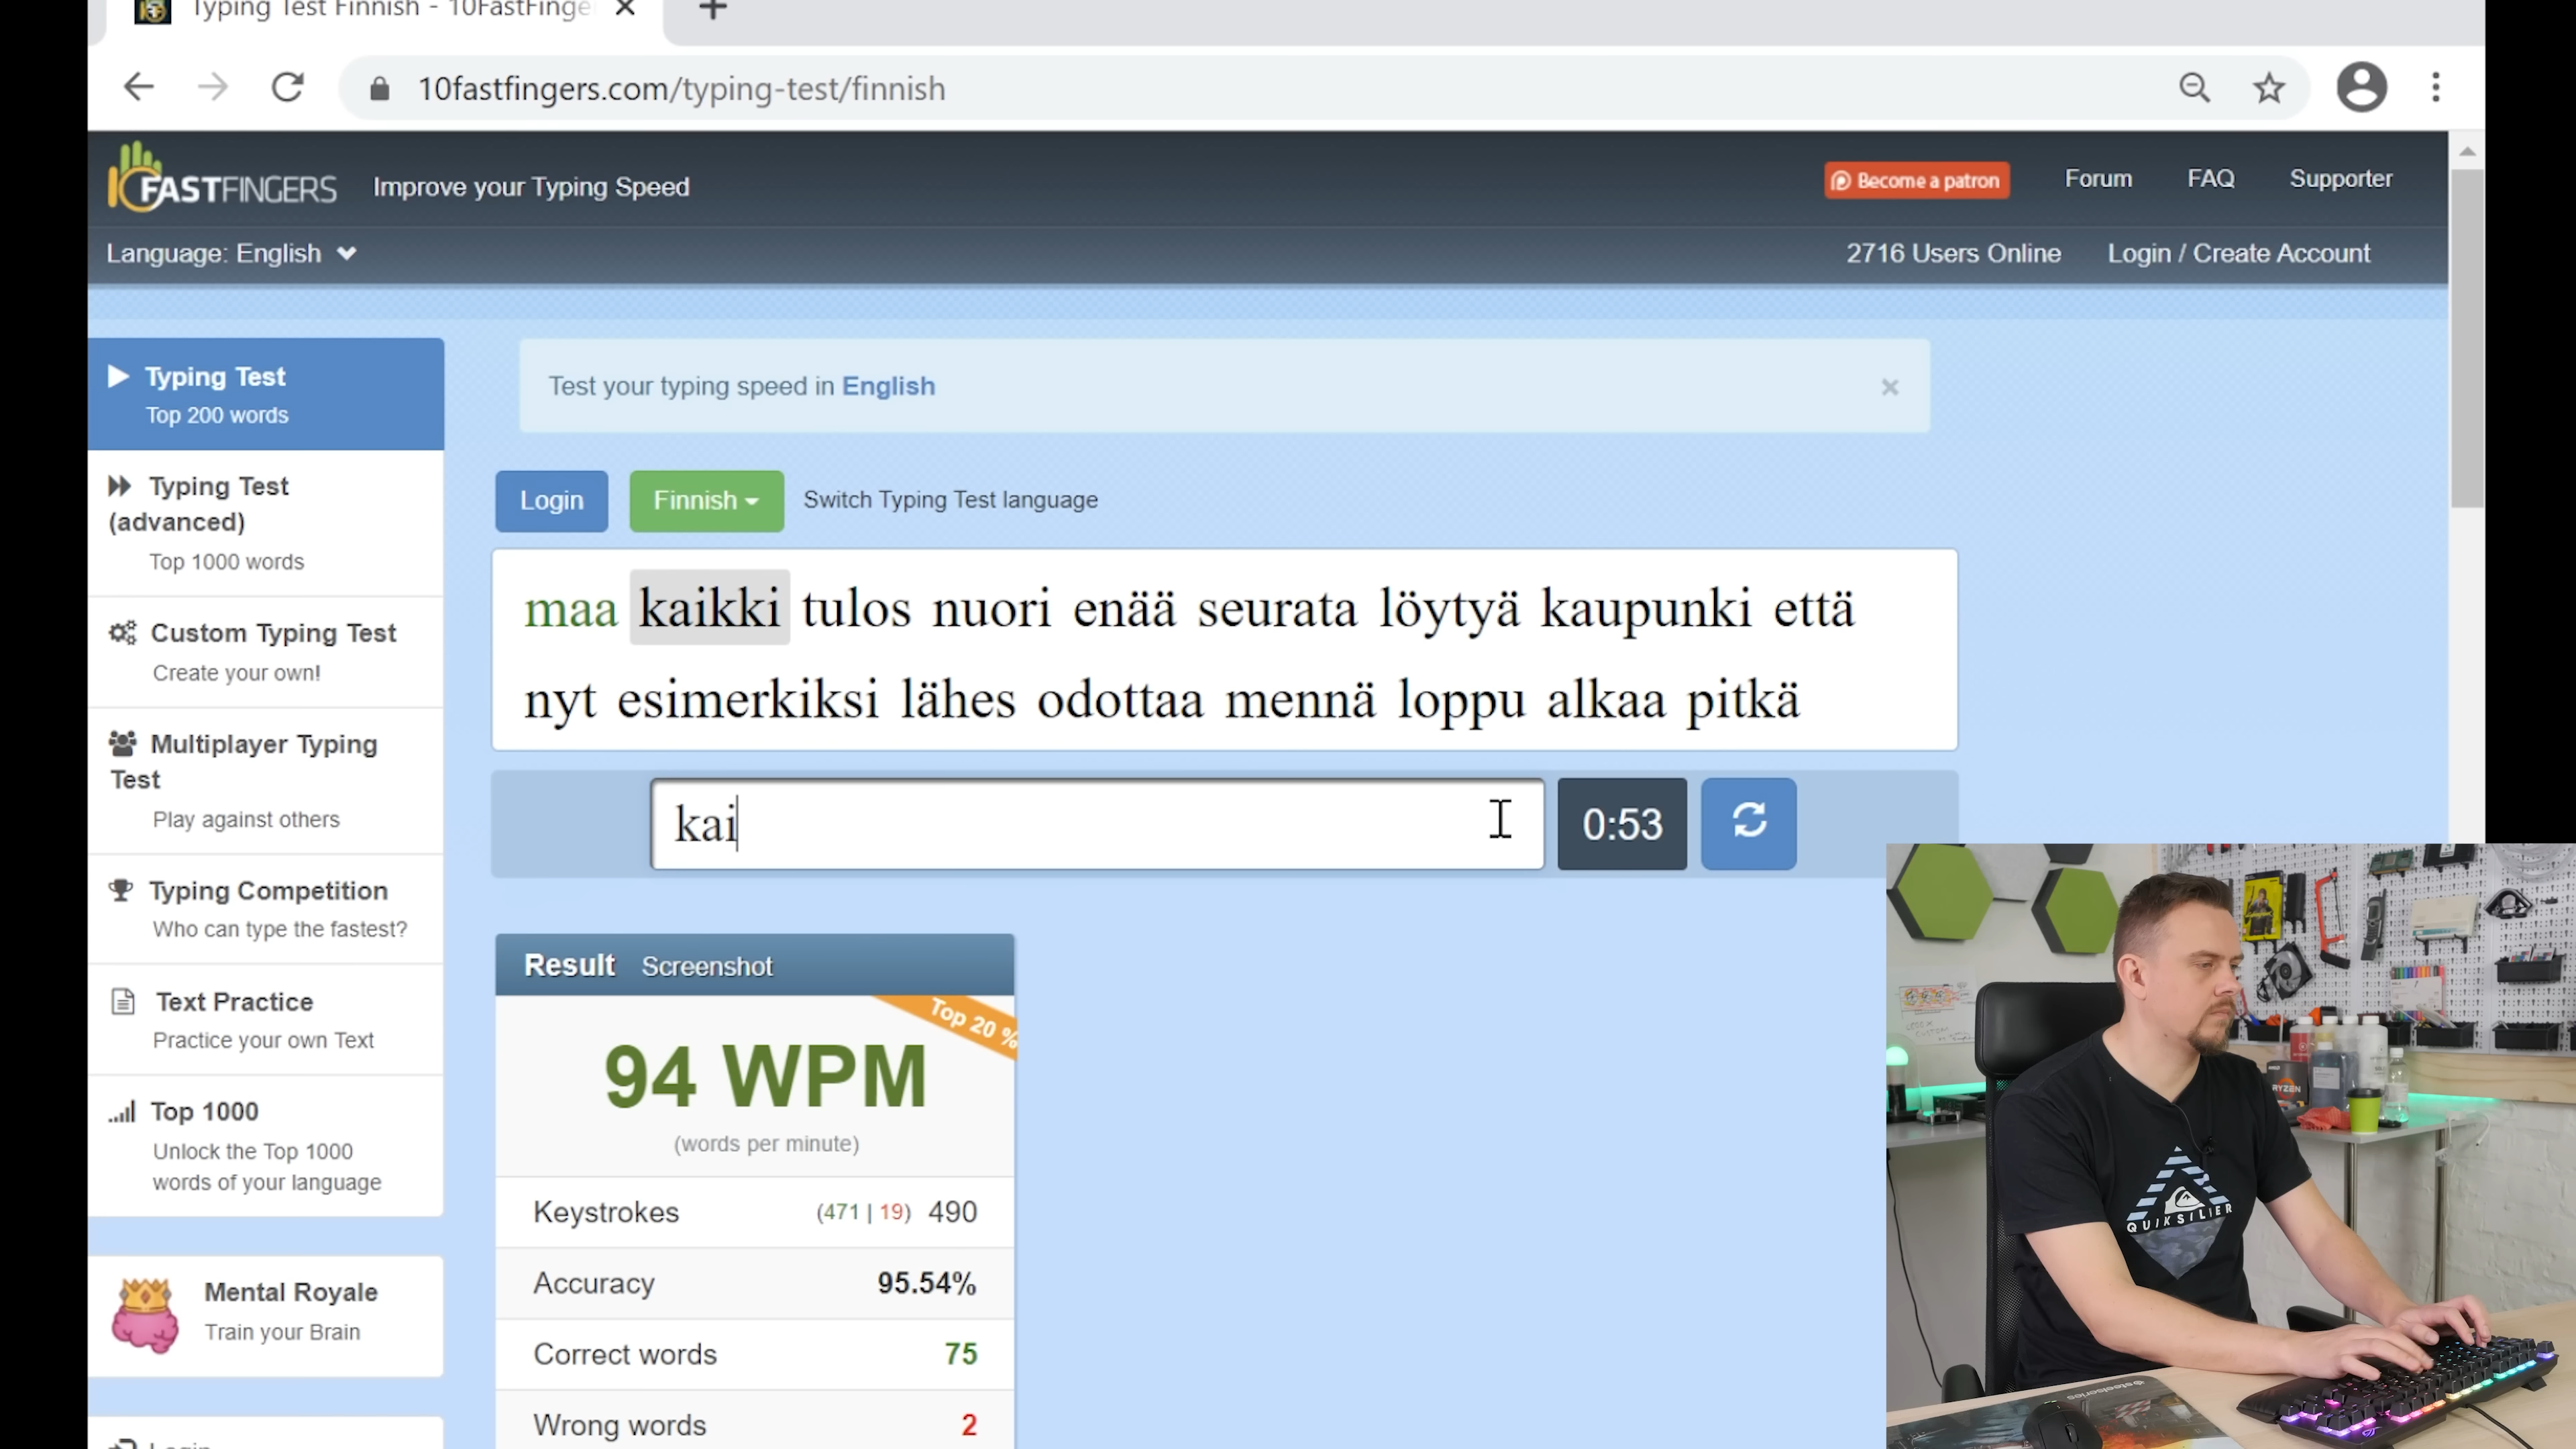 Typing Test Finnish - 10FastFinge
10fastfingers.com/typing-test/finnish
10FASTFINGERS
Improve your Typing Speed
Become a patron
Forum
FAQ
Supporter
Language: English
2716 Users Online
Login / Create Account
Typing Test
Top 200 words
Typing Test
(advanced)
Top 1000 words
Custom Typing Test
Create your own!
Multiplayer Typing
Test
Play against others
Typing Competition
Who can type the fastest?
Text Practice
Practice your own Text
Top 1000
Unlock the Top 1000
words of your language
Mental Royale
Train your Brain
Login
Test your typing speed in English
×
Login
Finnish
Switch Typing Test language
maa kaikki tulos nuori enää seurata löytyä kaupunki että
nyt esimerkiksi lähes odottaa mennä loppu alkaa pitkä
kai
0:53
Result
Screenshot
Top 20 %
94 WPM
(words per minute)
Keystrokes (471 | 19) 490
Accuracy 95.54%
Correct words 75
Wrong words 2
RYZEN
QUIKSILVER
steelseries